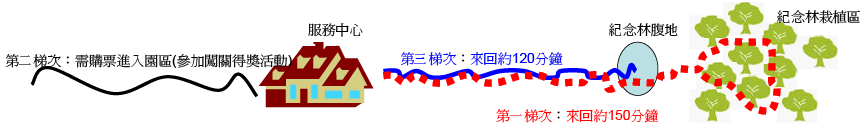 服務中心
紀念林腹地
紀念林栽植區
第二梯次：需購票進入園區(參加闖關得獎活動)
第三梯次：來回約120分鐘
第一梯次：來回約150分鐘